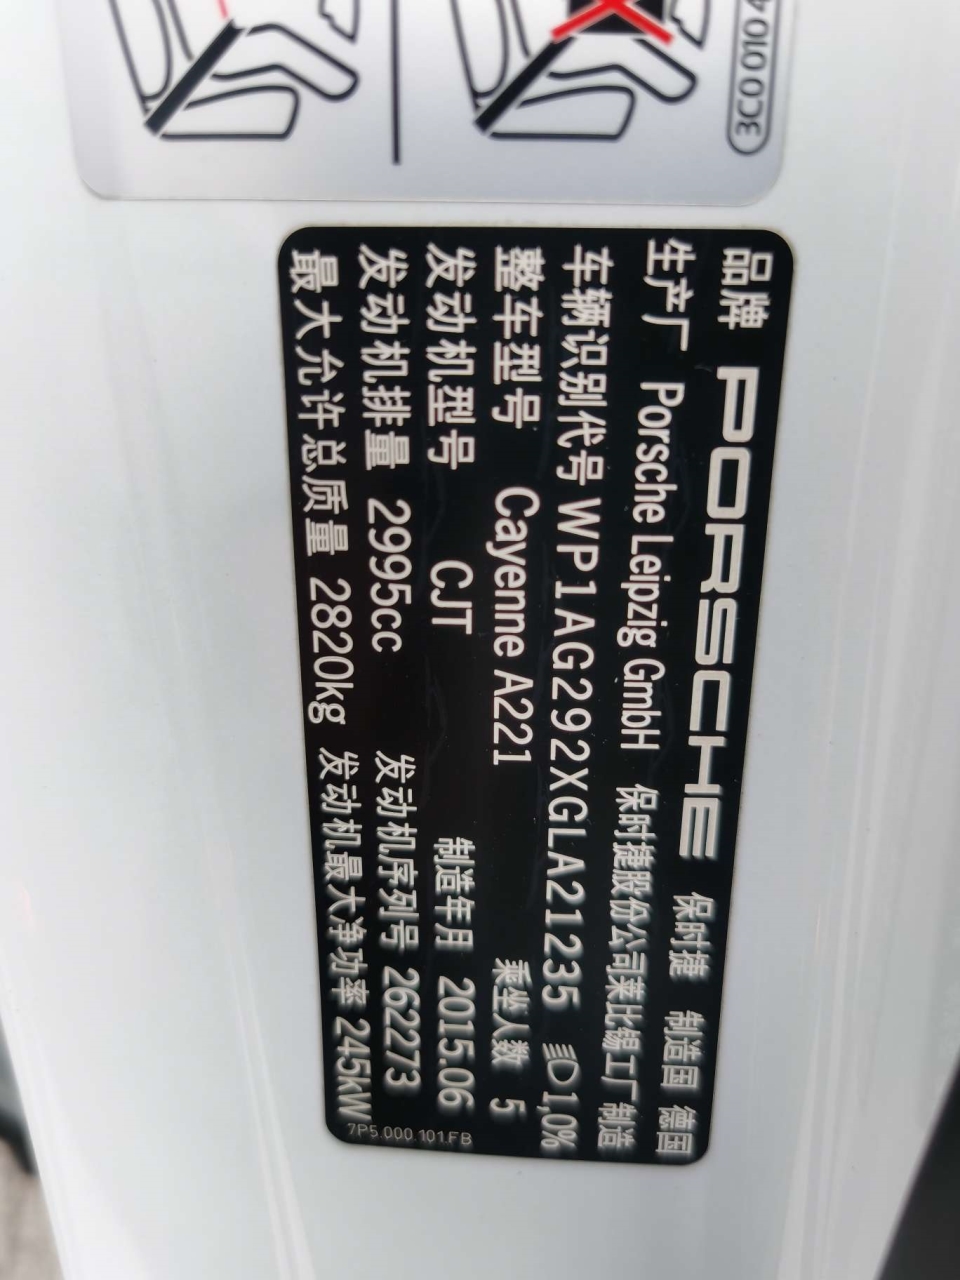 3C0 010 4
品牌 PORSCHE 保时捷 制造国 德国
生产厂 Porsche Leipzig GmbH 保时捷股份公司莱比锡工厂制造
车辆识别代号 WP1AG292XGLA21235 1,0%
整车型号 Cayenne A221 乘坐人数 5
发动机型号 CJT 制造年月 2015.06
发动机排量 2995cc 发动机序列号 262273
最大允许总质量 2820kg 发动机最大净功率 245kW
7P5.000.101.FB